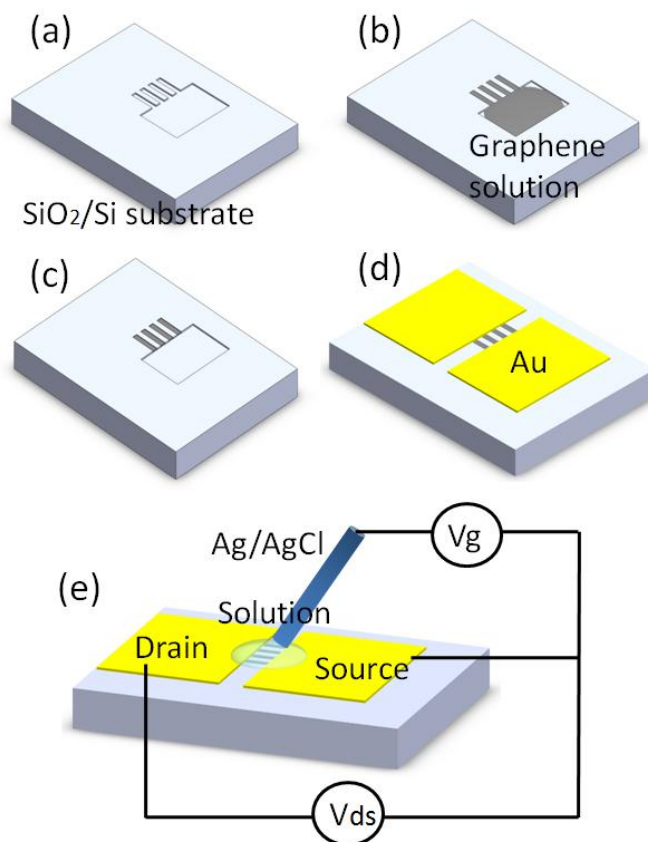 (a)
(b)
Graphene
solution
SiO₂/Si substrate
(c)
(d)
Au
(e)
Ag/AgCl
Vg
Solution
Drain
Source
Vds